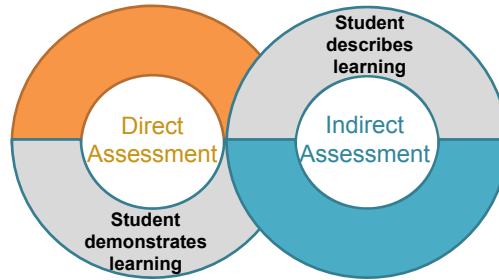 Student
describes
learning
Direct
Assessment
Indirect
Assessment
Student
demonstrates
learning